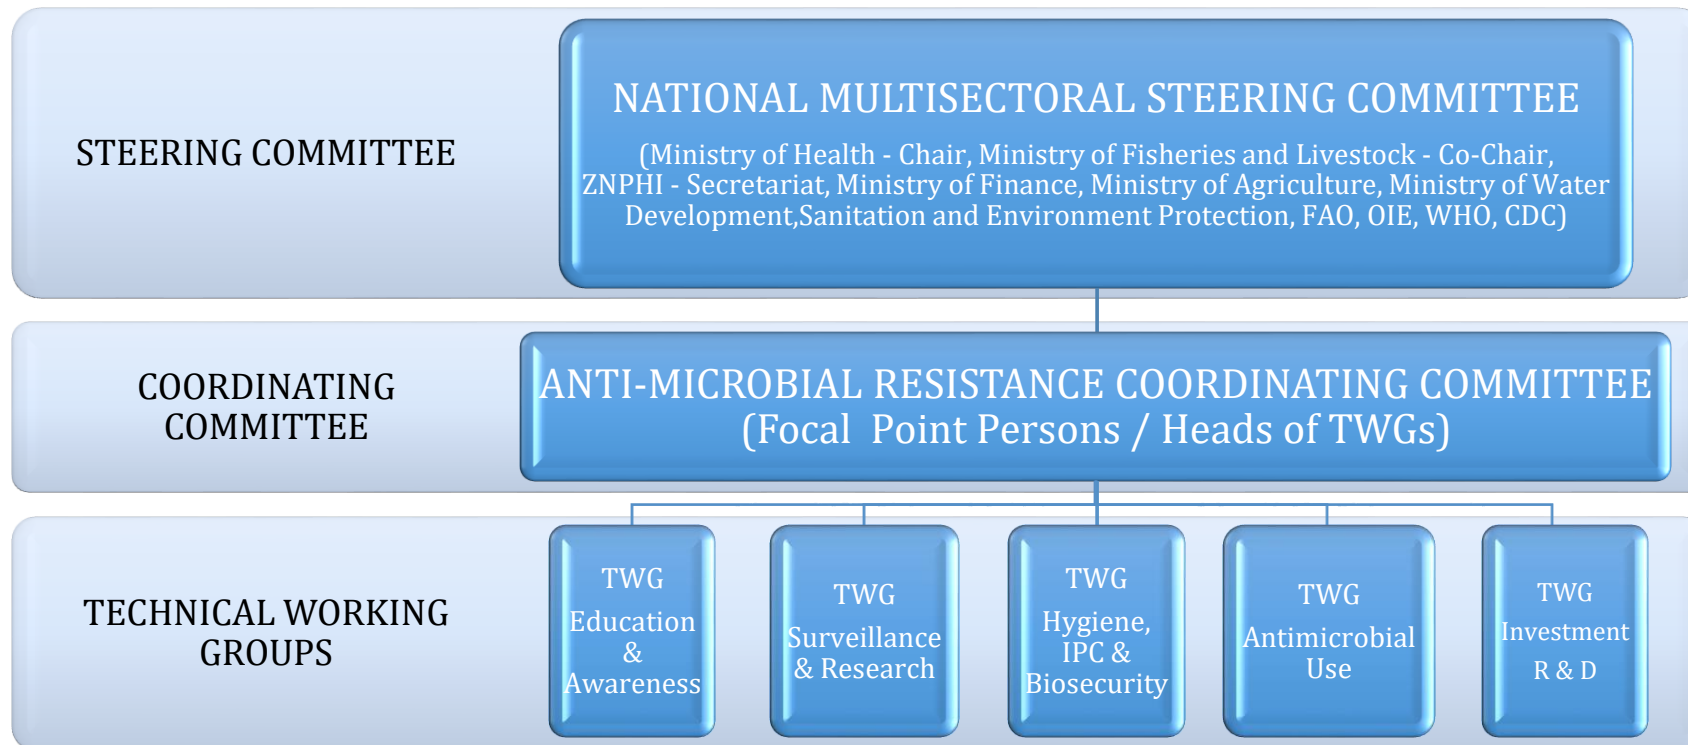 STEERING COMMITTEE
NATIONAL MULTISECTORAL STEERING COMMITTEE
(Ministry of Health - Chair, Ministry of Fisheries and Livestock - Co-Chair,
ZNPHI - Secretariat, Ministry of Finance, Ministry of Agriculture, Ministry of Water
Development,Sanitation and Environment Protection, FAO, OIE, WHO, CDC)
COORDINATING
COMMITTEE
ANTI-MICROBIAL RESISTANCE COORDINATING COMMITTEE
(Focal Point Persons / Heads of TWGs)
TECHNICAL WORKING
GROUPS
TWG
Education
&
Awareness
TWG
Surveillance
& Research
TWG
Hygiene,
IPC &
Biosecurity
TWG
Antimicrobial
Use
TWG
Investment
R & D